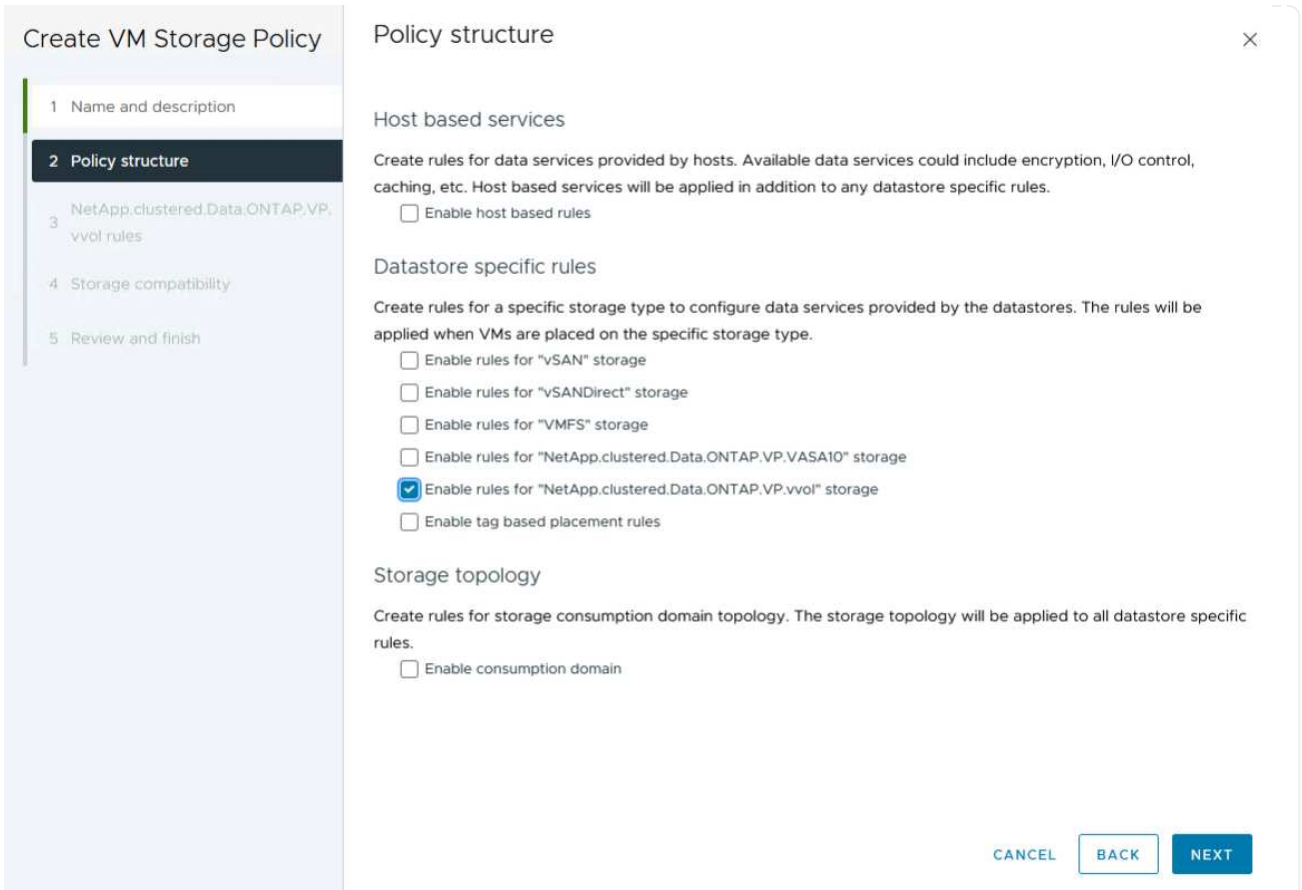 Create VM Storage Policy
1 Name and description
2 Policy structure
3 NetApp.clustered.Data.ONTAP.VP.
vvol rules
4 Storage compatibility
5 Review and finish
Policy structure
Host based services
Create rules for data services provided by hosts. Available data services could include encryption, I/O control,
caching, etc. Host based services will be applied in addition to any datastore specific rules.
Enable host based rules
Datastore specific rules
Create rules for a specific storage type to configure data services provided by the datastores. The rules will be
applied when VMs are placed on the specific storage type.
Enable rules for "vSAN" storage
Enable rules for "vSANDirect" storage
Enable rules for "VMFS" storage
Enable rules for "NetApp.clustered.Data.ONTAP.VP.VASA10" storage
Enable rules for "NetApp.clustered.Data.ONTAP.VP.vvol" storage
Enable tag based placement rules
Storage topology
Create rules for storage consumption domain topology. The storage topology will be applied to all datastore specific
rules.
Enable consumption domain
CANCEL
BACK
NEXT